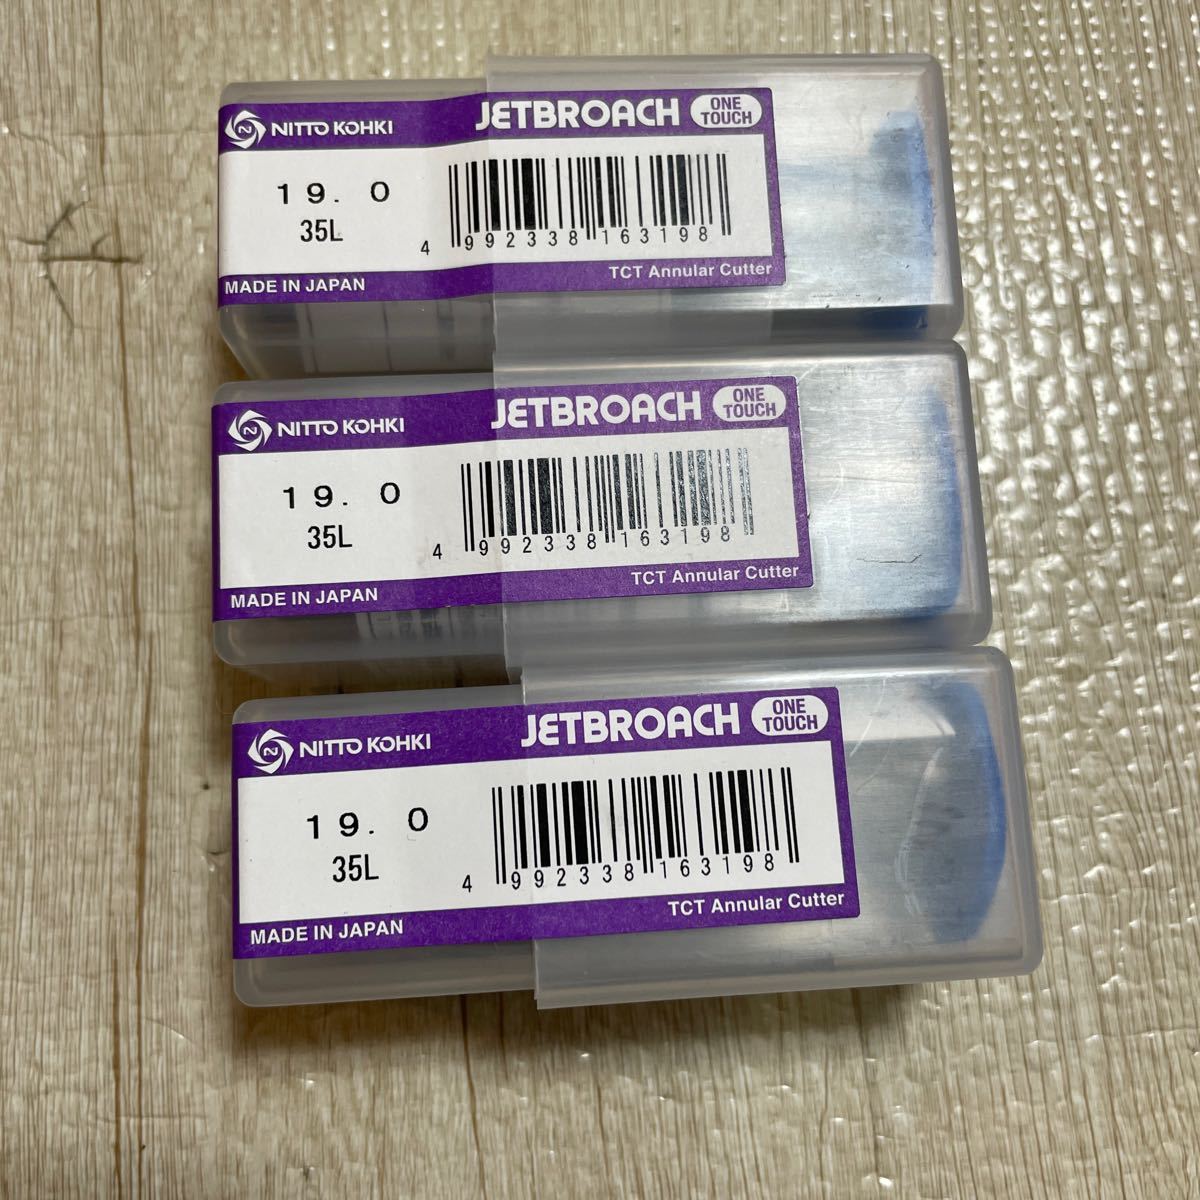 NITTO KOHKI JETBROACH ONE TOUCH
19.0
35L
4 992338 163198
MADE IN JAPAN TCT Annular Cutter
NITTO KOHKI JETBROACH ONE TOUCH
19.0
35L
4 992338 163198
MADE IN JAPAN TCT Annular Cutter
NITTO KOHKI JETBROACH ONE TOUCH
19.0
35L
4 992338 163198
MADE IN JAPAN TCT Annular Cutter